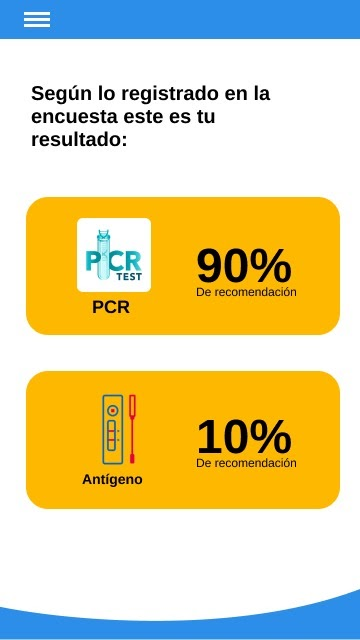 Según lo registrado en la
encuesta este es tu
resultado:
PCR
TEST
90%
De recomendación
PCR
10%
De recomendación
Antígeno